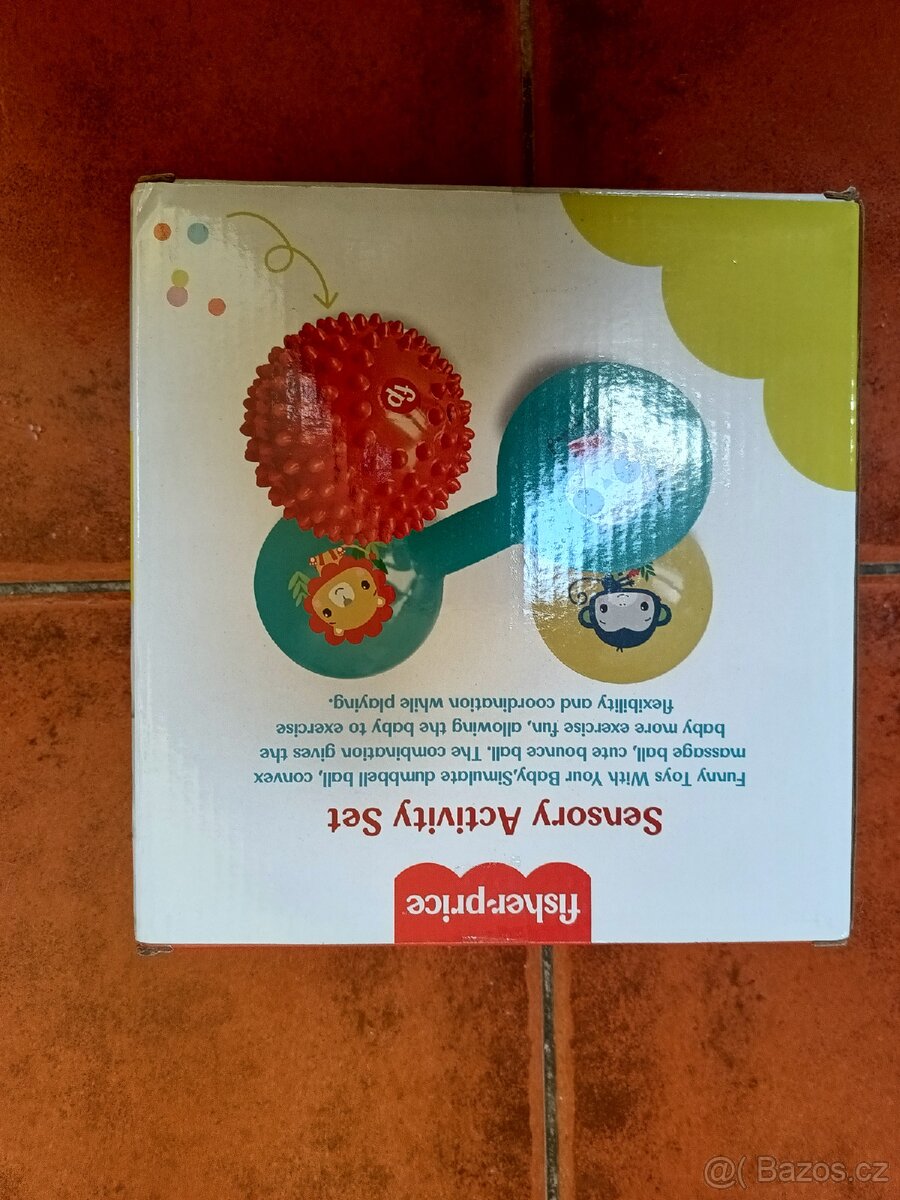 fisher-price
Sensory Activity Set
Funny Toys With Your Baby,Simulate dumbbell ball, convex
massage ball, cute bounce ball. The combination gives the
baby more exercise fun, allowing the baby to exercise
flexibility and coordination while playing.
fp
@( Bazos.cz